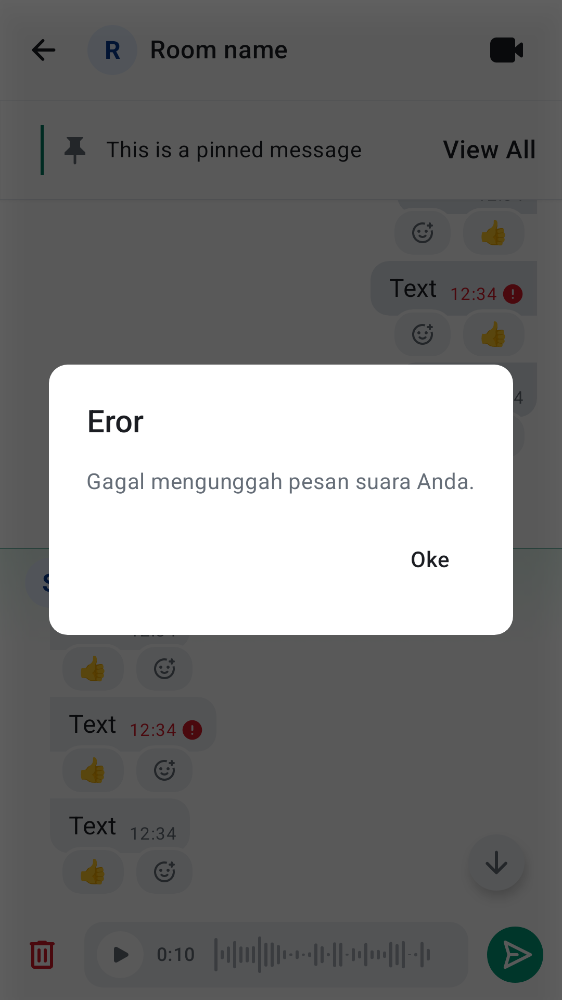 R Room name
This is a pinned message View All
Text 12:34
Eror
Gagal mengunggah pesan suara Anda.
Oke
Text 12:34
Text 12:34
0:10